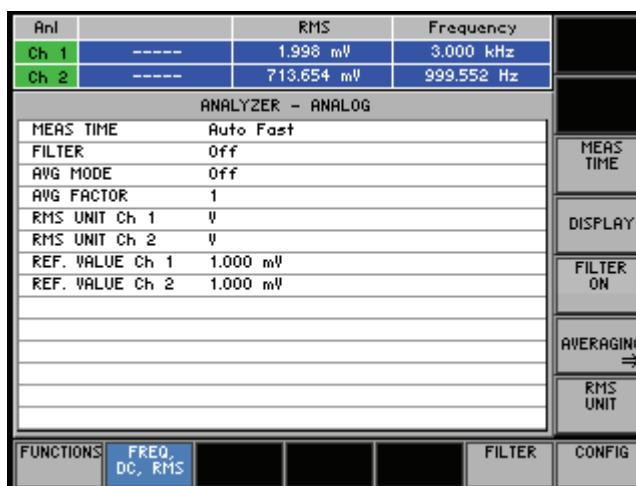 Anl RMS Frequency
Ch 1 ----- 1.998 mV 3.000 kHz
Ch 2 ----- 713.654 mV 999.552 Hz
ANALYZER - ANALOG
MEAS TIME Auto Fast
FILTER Off
AVG MODE Off
AVG FACTOR 1
RMS UNIT Ch 1 V
RMS UNIT Ch 2 V
REF. VALUE Ch 1 1.000 mV
REF. VALUE Ch 2 1.000 mV
MEAS
TIME
DISPLAY
FILTER
ON
AVERAGING
⇒
RMS
UNIT
FUNCTIONS
FREQ,
DC, RMS
FILTER
CONFIG